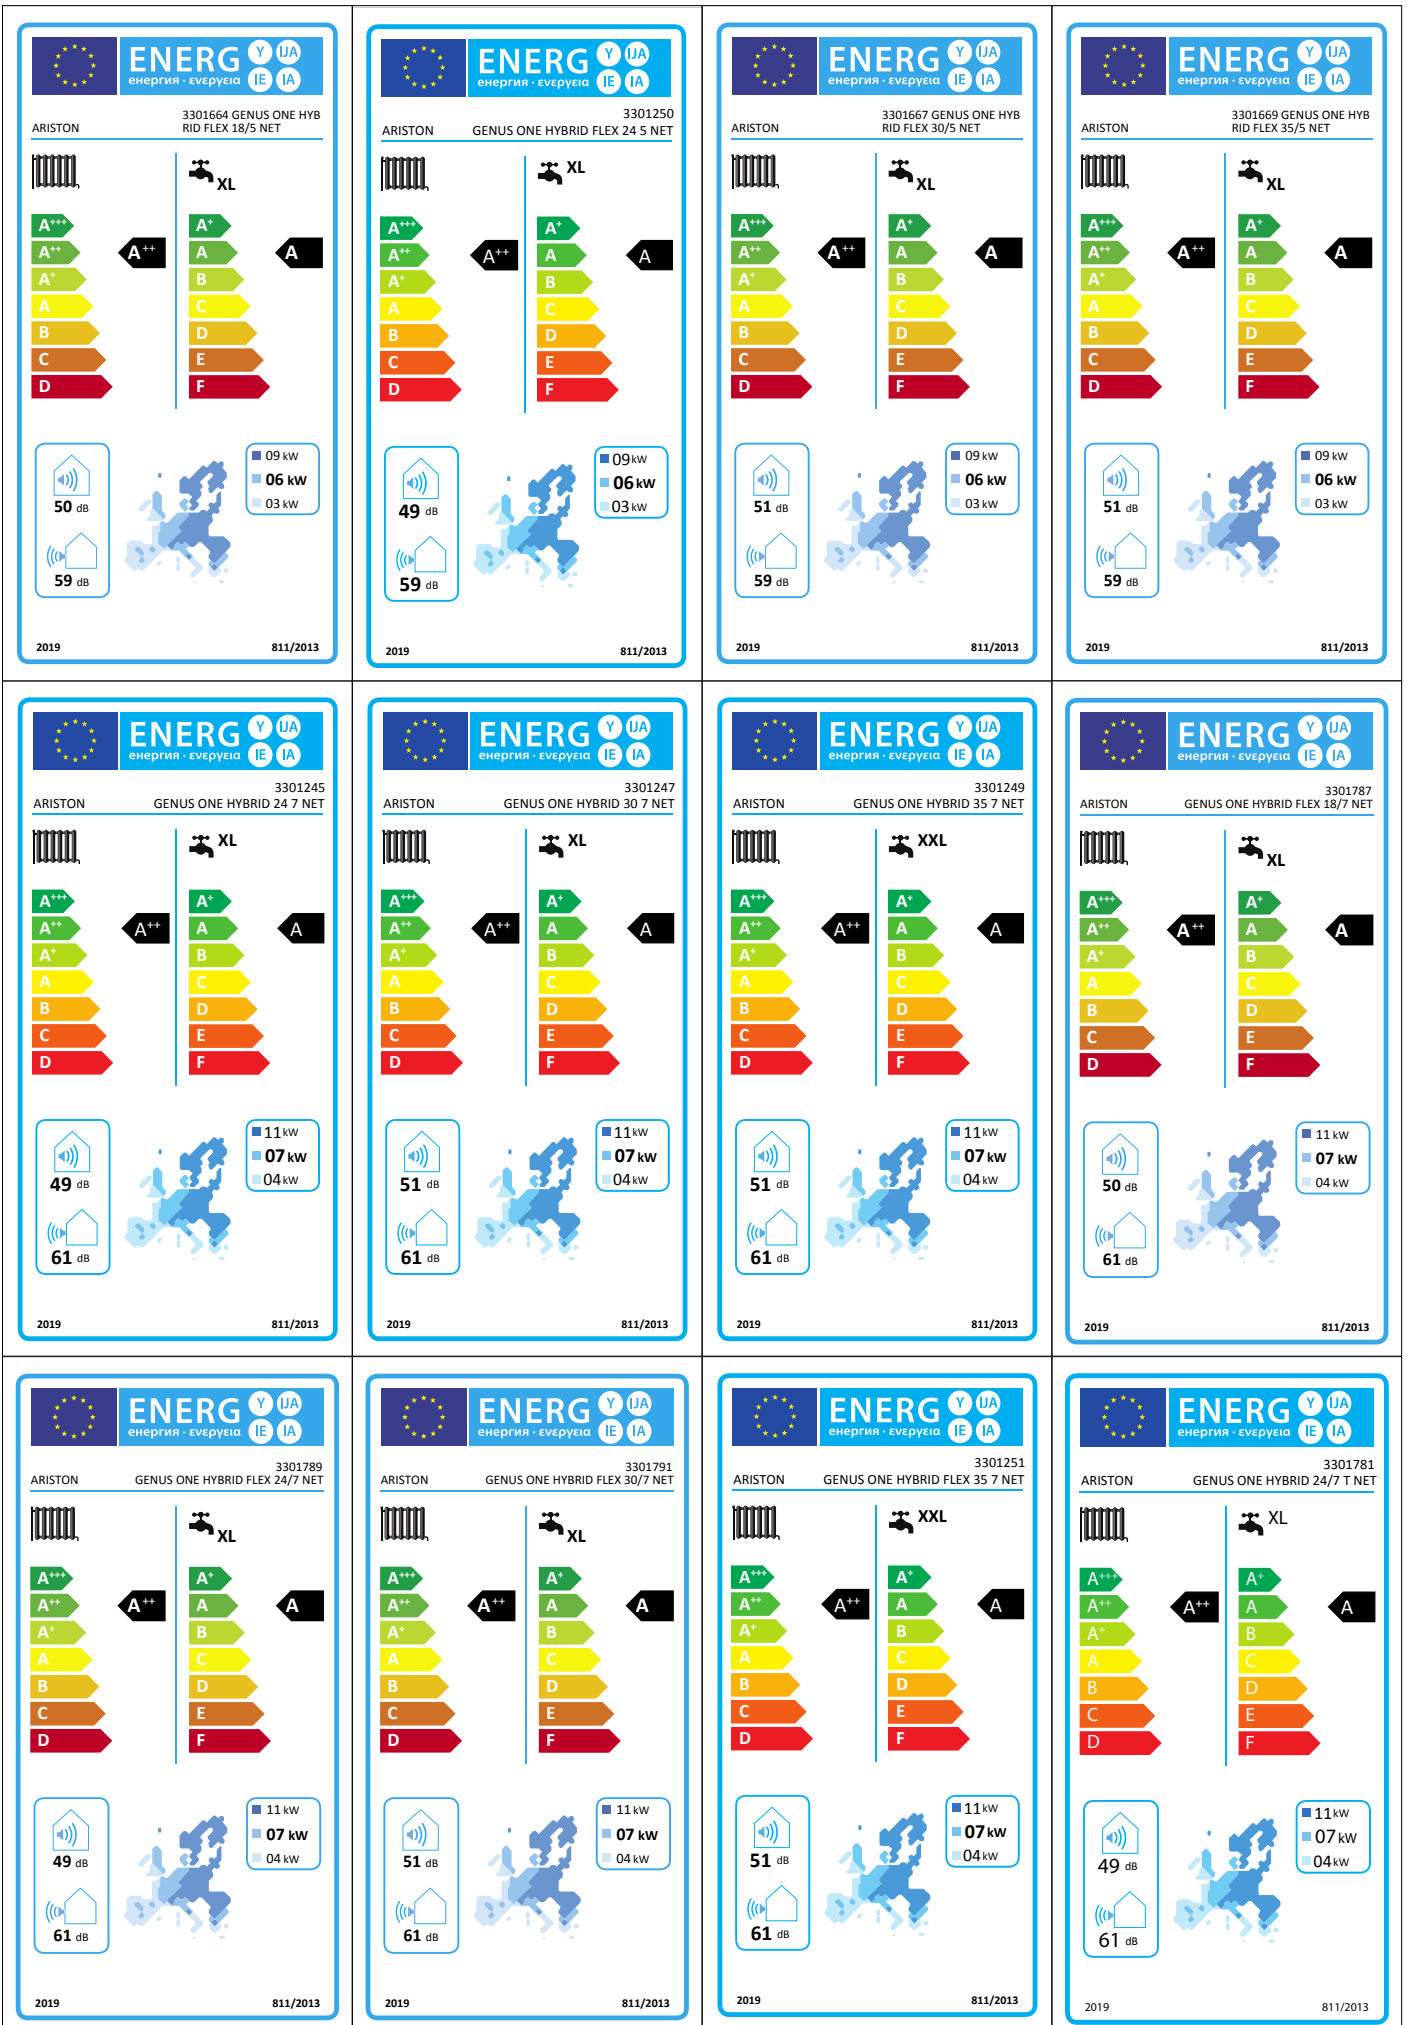 ENERG Y IJA
енергия · ενεργεια IE IA
3301664 GENUS ONE HYB
ARISTON RID FLEX 18/5 NET
XL
A+++ A+
A++ A++ A A
A+ B
A C
B D
C E
D F
09 kW
06 kW
50 dB 03 kW
59 dB
2019 811/2013
ENERG Y IJA
енергия · ενεργεια IE IA
3301250
ARISTON GENUS ONE HYBRID FLEX 24 5 NET
XL
A+++ A+
A++ A++ A A
A+ B
A C
B D
C E
D F
09 kW
06 kW
49 dB 03 kW
59 dB
2019 811/2013
ENERG Y IJA
енергия · ενεργεια IE IA
3301667 GENUS ONE HYB
ARISTON RID FLEX 30/5 NET
XL
A+++ A+
A++ A++ A A
A+ B
A C
B D
C E
D F
09 kW
06 kW
51 dB 03 kW
59 dB
2019 811/2013
ENERG Y IJA
енергия · ενεργεια IE IA
3301669 GENUS ONE HYB
ARISTON RID FLEX 35/5 NET
XL
A+++ A+
A++ A++ A A
A+ B
A C
B D
C E
D F
09 kW
06 kW
51 dB 03 kW
59 dB
2019 811/2013
ENERG Y IJA
енергия · ενεργεια IE IA
3301245
ARISTON GENUS ONE HYBRID 24 7 NET
XL
A+++ A+
A++ A++ A A
A+ B
A C
B D
C E
D F
11 kW
07 kW
49 dB 04 kW
61 dB
2019 811/2013
ENERG Y IJA
енергия · ενεργεια IE IA
3301247
ARISTON GENUS ONE HYBRID 30 7 NET
XL
A+++ A+
A++ A++ A A
A+ B
A C
B D
C E
D F
11 kW
07 kW
51 dB 04 kW
61 dB
2019 811/2013
ENERG Y IJA
енергия · ενεργεια IE IA
3301249
ARISTON GENUS ONE HYBRID 35 7 NET
XXL
A+++ A+
A++ A++ A A
A+ B
A C
B D
C E
D F
11 kW
07 kW
51 dB 04 kW
61 dB
2019 811/2013
ENERG Y IJA
енергия · ενεργεια IE IA
3301787
ARISTON GENUS ONE HYBRID FLEX 18/7 NET
XL
A+++ A+
A++ A++ A A
A+ B
A C
B D
C E
D F
11 kW
07 kW
50 dB 04 kW
61 dB
2019 811/2013
ENERG Y IJA
енергия · ενεργεια IE IA
3301789
ARISTON GENUS ONE HYBRID FLEX 24/7 NET
XL
A+++ A+
A++ A++ A A
A+ B
A C
B D
C E
D F
11 kW
07 kW
49 dB 04 kW
61 dB
2019 811/2013
ENERG Y IJA
енергия · ενεργεια IE IA
3301791
ARISTON GENUS ONE HYBRID FLEX 30/7 NET
XL
A+++ A+
A++ A++ A A
A+ B
A C
B D
C E
D F
11 kW
07 kW
51 dB 04 kW
61 dB
2019 811/2013
ENERG Y IJA
енергия · ενεργεια IE IA
3301251
ARISTON GENUS ONE HYBRID FLEX 35 7 NET
XXL
A+++ A+
A++ A++ A A
A+ B
A C
B D
C E
D F
11 kW
07 kW
51 dB 04 kW
61 dB
2019 811/2013
ENERG Y IJA
енергия · ενεργεια IE IA
3301781
ARISTON GENUS ONE HYBRID 24/7 T NET
XL
A+++ A+
A++ A++ A A
A+ B
A C
B D
C E
D F
11 kW
07 kW
49 dB 04 kW
61 dB
2019 811/2013